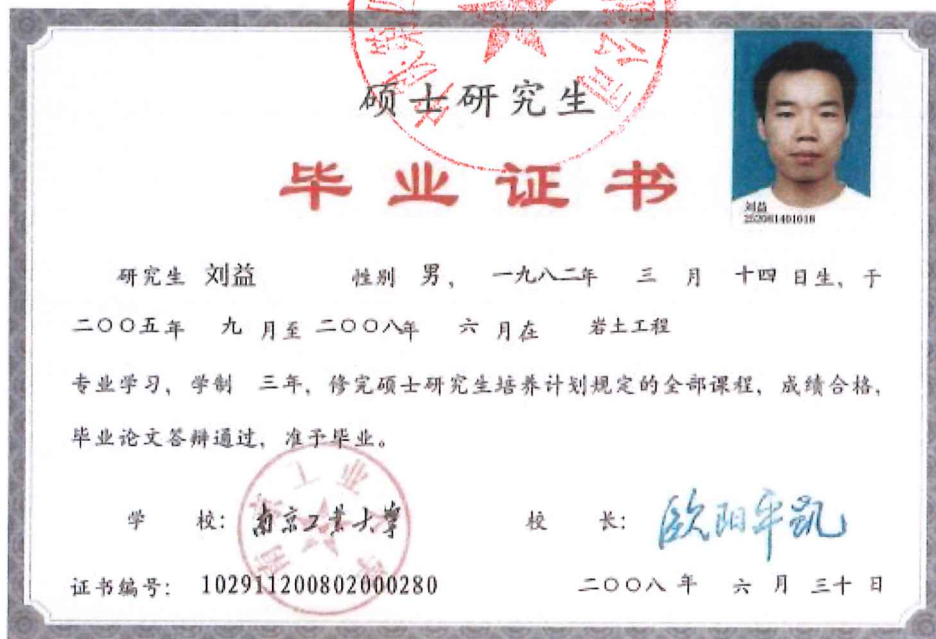 硕士研究生
毕业证书
刘益
252081401018
研究生 刘益 性别 男, 一九八二年 三 月 十四 日生, 于
二〇〇五年 九 月至 二〇〇八年 六 月在 岩土工程
专业学习, 学制 三年, 修完硕士研究生培养计划规定的全部课程, 成绩合格,
毕业论文答辩通过, 准予毕业。
学 校: 南京工业大学
校 长: 欧阳平凯
证书编号: 102911200802000280
二〇〇八 年 六 月 三十 日